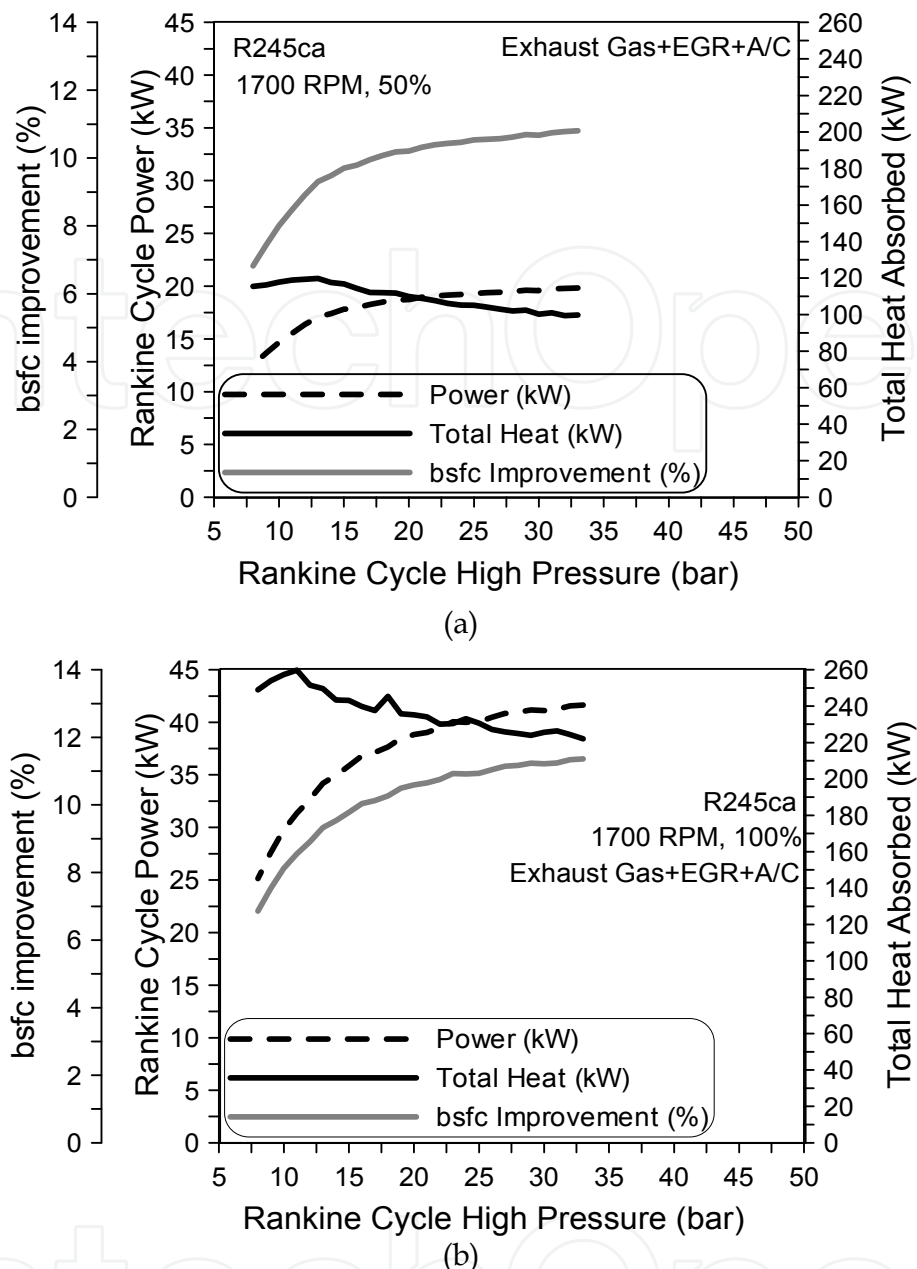 R245ca
1700 RPM, 50%
Exhaust Gas+EGR+A/C
bsfc improvement (%)
14
12
10
8
6
4
2
0
Rankine Cycle Power (kW)
45
40
35
30
25
20
15
10
5
0
Total Heat Absorbed (kW)
260
240
220
200
180
160
140
120
100
80
60
40
20
0
Power (kW)
Total Heat (kW)
bsfc Improvement (%)
5 10 15 20 25 30 35 40 45 50
Rankine Cycle High Pressure (bar)
(a)
bsfc improvement (%)
14
12
10
8
6
4
2
0
Rankine Cycle Power (kW)
45
40
35
30
25
20
15
10
5
0
Total Heat Absorbed (kW)
260
240
220
200
180
160
140
120
100
80
60
40
20
0
R245ca
1700 RPM, 100%
Exhaust Gas+EGR+A/C
Power (kW)
Total Heat (kW)
bsfc Improvement (%)
5 10 15 20 25 30 35 40 45 50
Rankine Cycle High Pressure (bar)
(b)
ntechOpe
ntechOpe